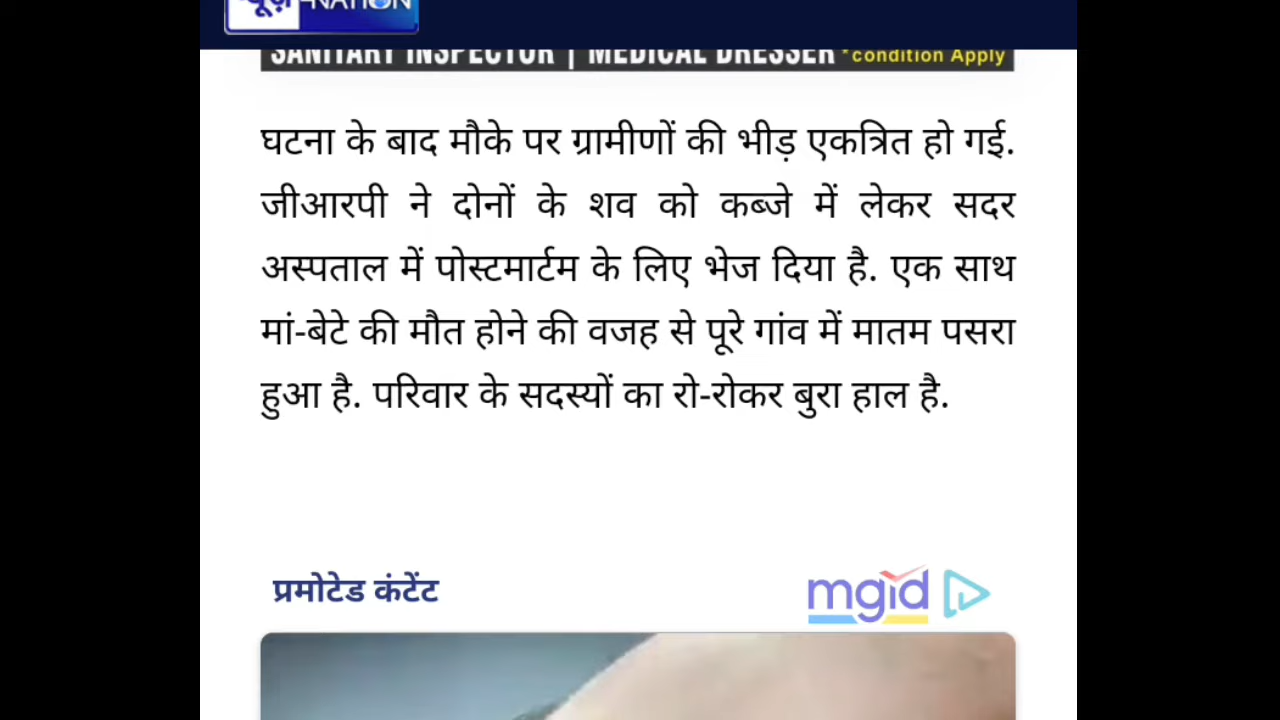 न्यूज़ NATION
SANITARY INSPECTOR | MEDICAL DRESSER *condition Apply
घटना के बाद मौके पर ग्रामीणों की भीड़ एकत्रित हो गई.
जीआरपी ने दोनों के शव को कब्जे में लेकर सदर
अस्पताल में पोस्टमार्टम के लिए भेज दिया है. एक साथ
मां-बेटे की मौत होने की वजह से पूरे गांव में मातम पसरा
हुआ है. परिवार के सदस्यों का रो-रोकर बुरा हाल है.
प्रमोटेड कंटेंट
mgid